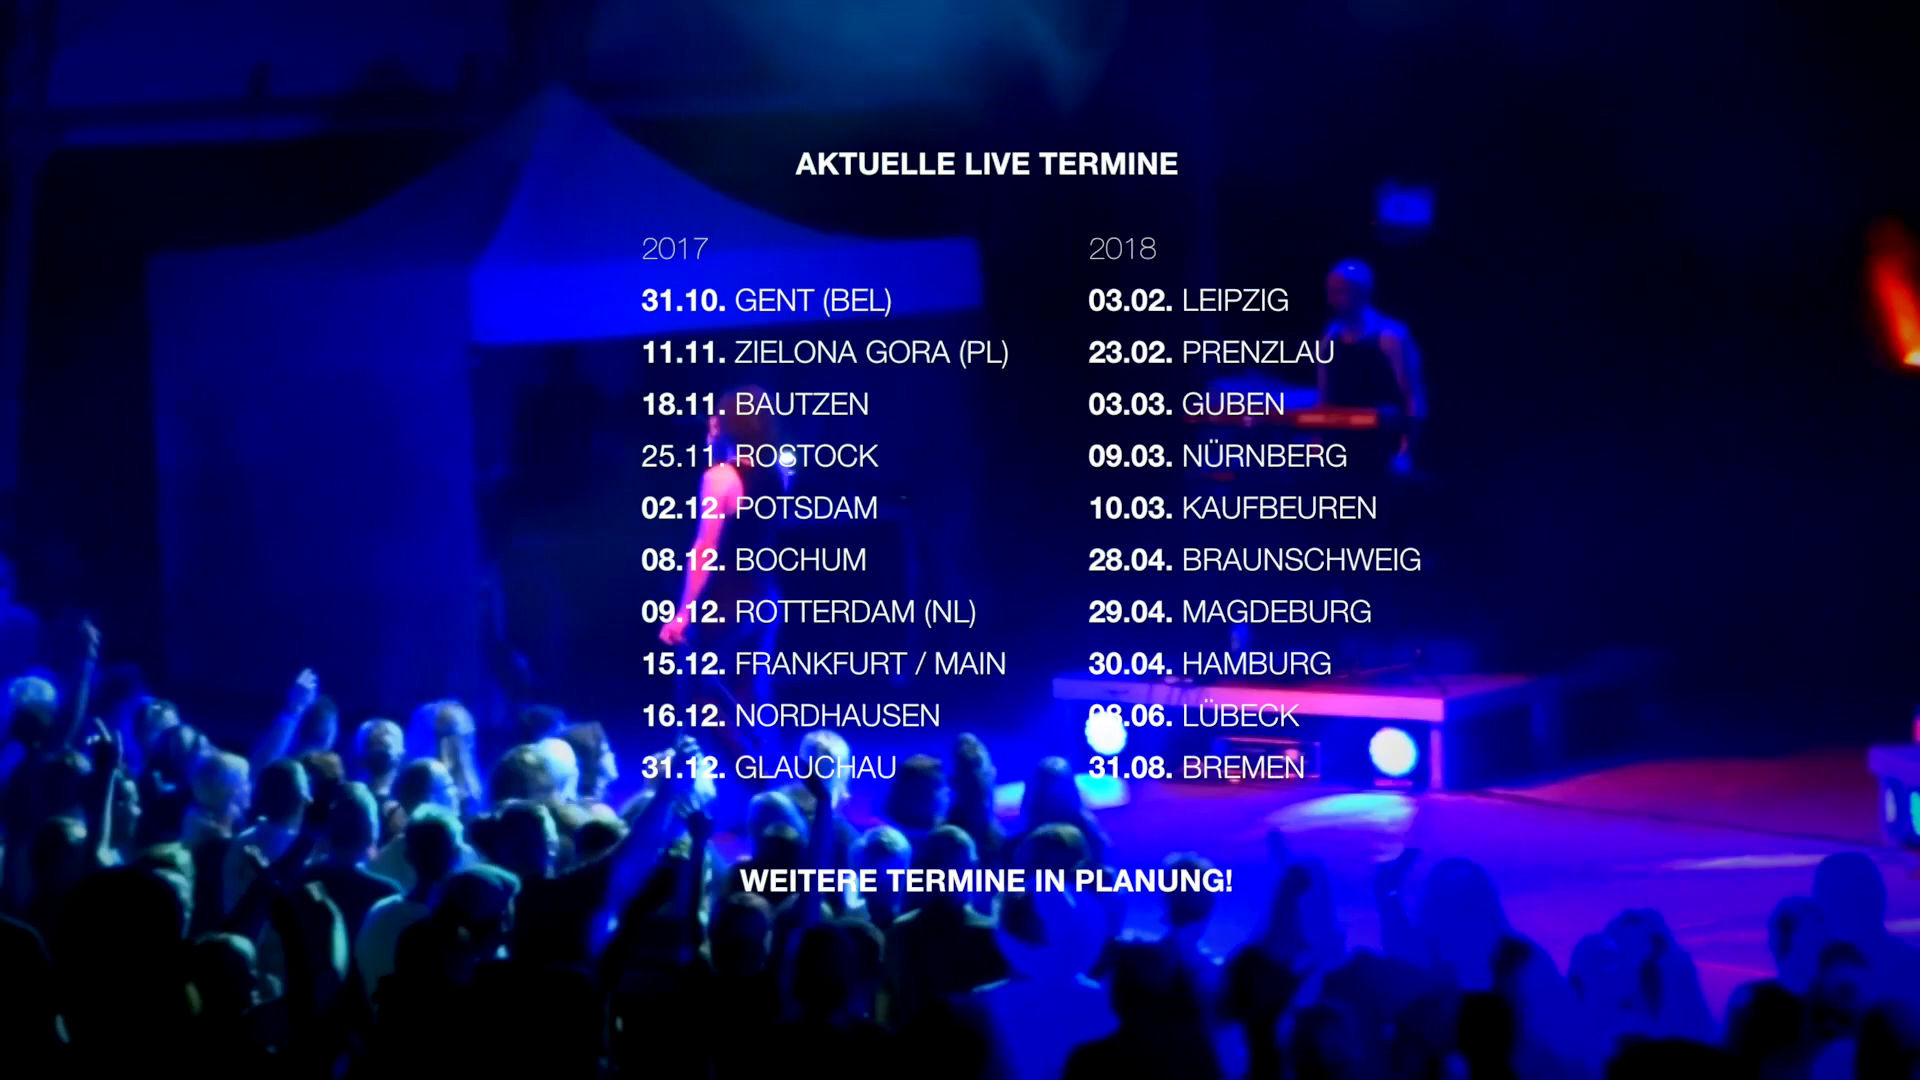 AKTUELLE LIVE TERMINE
2017
31.10. GENT (BEL)
11.11. ZIELONA GORA (PL)
18.11. BAUTZEN
25.11. ROSTOCK
02.12. POTSDAM
08.12. BOCHUM
09.12. ROTTERDAM (NL)
15.12. FRANKFURT / MAIN
16.12. NORDHAUSEN
31.12. GLAUCHAU
2018
03.02. LEIPZIG
23.02. PRENZLAU
03.03. GUBEN
09.03. NÜRNBERG
10.03. KAUFBEUREN
28.04. BRAUNSCHWEIG
29.04. MAGDEBURG
30.04. HAMBURG
08.06. LÜBECK
31.08. BREMEN
WEITERE TERMINE IN PLANUNG!